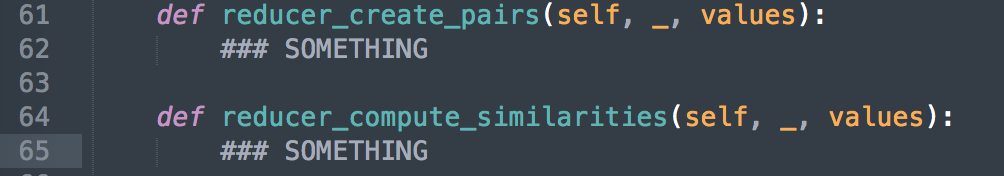 61 def reducer_create_pairs(self, _, values):
62 ### SOMETHING
63
64 def reducer_compute_similarities(self, _, values):
65 ### SOMETHING